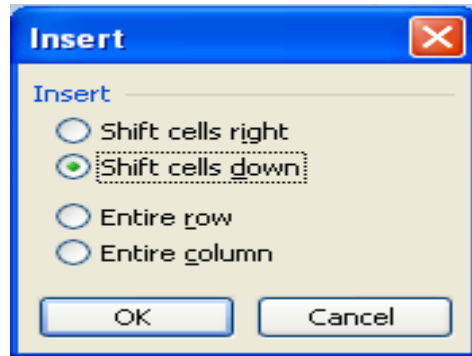 Insert
Insert
Shift cells right
Shift cells down
Entire row
Entire column
OK
Cancel